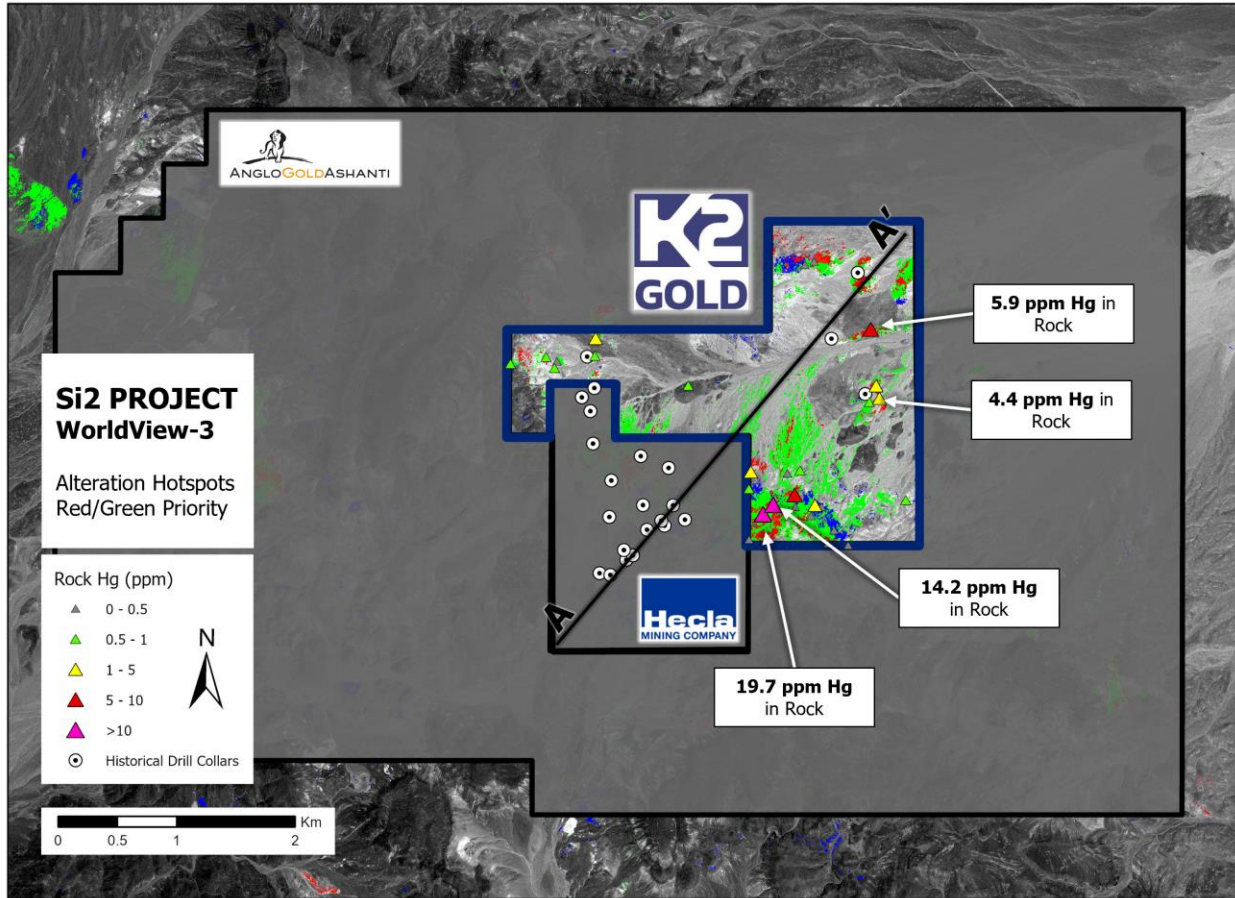 ANGLOGOLDASHANTI
K2
GOLD
A'
5.9 ppm Hg in
Rock
4.4 ppm Hg in
Rock
Si2 PROJECT
WorldView-3
Alteration Hotspots
Red/Green Priority
Rock Hg (ppm)
0 - 0.5
0.5 - 1
1 - 5
5 - 10
>10
Historical Drill Collars
N
14.2 ppm Hg
in Rock
A
Hecla
MINING COMPANY
19.7 ppm Hg
in Rock
Km
0 0.5 1 2